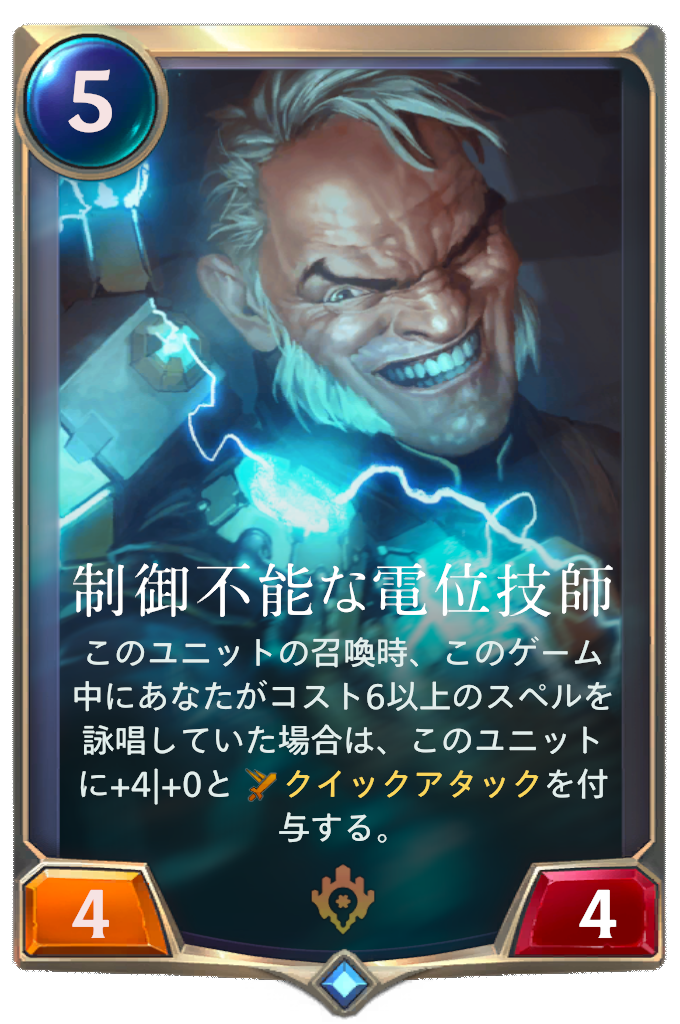 5
制御不能な電位技師
このユニットの召喚時、このゲーム
中にあなたがコスト6以上のスペルを
詠唱していた場合は、このユニット
に+4|+0と クイックアタックを付
与する。
4
4